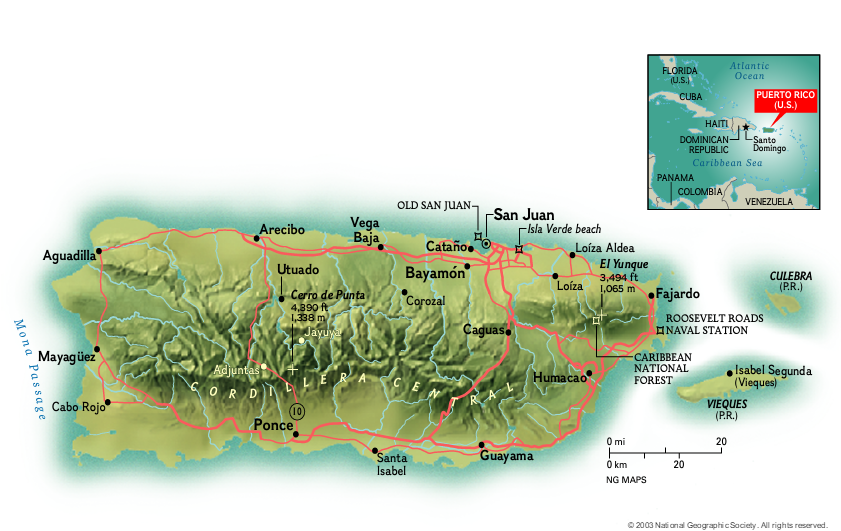 FLORIDA
(U.S.)
Atlantic
Ocean
CUBA
PUERTO RICO
(U.S.)
HAITI
DOMINICAN
REPUBLIC
Santo
Domingo
Caribbean Sea
PANAMA
COLOMBIA
VENEZUELA
OLD SAN JUAN
San Juan
Isla Verde beach
Arecibo
Vega
Baja
Cataño
Loíza Aldea
Aguadilla
Bayamón
El Yunque
3,494 ft
1,065 m
Utuado
Loíza
CULEBRA
(P.R.)
Cerro de Punta
4,390 ft
1,338 m
Corozal
Fajardo
Mona Passage
Jayuya
Caguas
ROOSEVELT ROADS
NAVAL STATION
Mayagüez
Adjuntas
CARIBBEAN
NATIONAL
FOREST
Humacao
Isabel Segunda
(Vieques)
CORDILLERA CENTRAL
Cabo Rojo
VIEQUES
(P.R.)
10
Ponce
Santa
Isabel
Guayama
0 mi 20
0 km 20
NG MAPS
© 2003 National Geographic Society. All rights reserved.